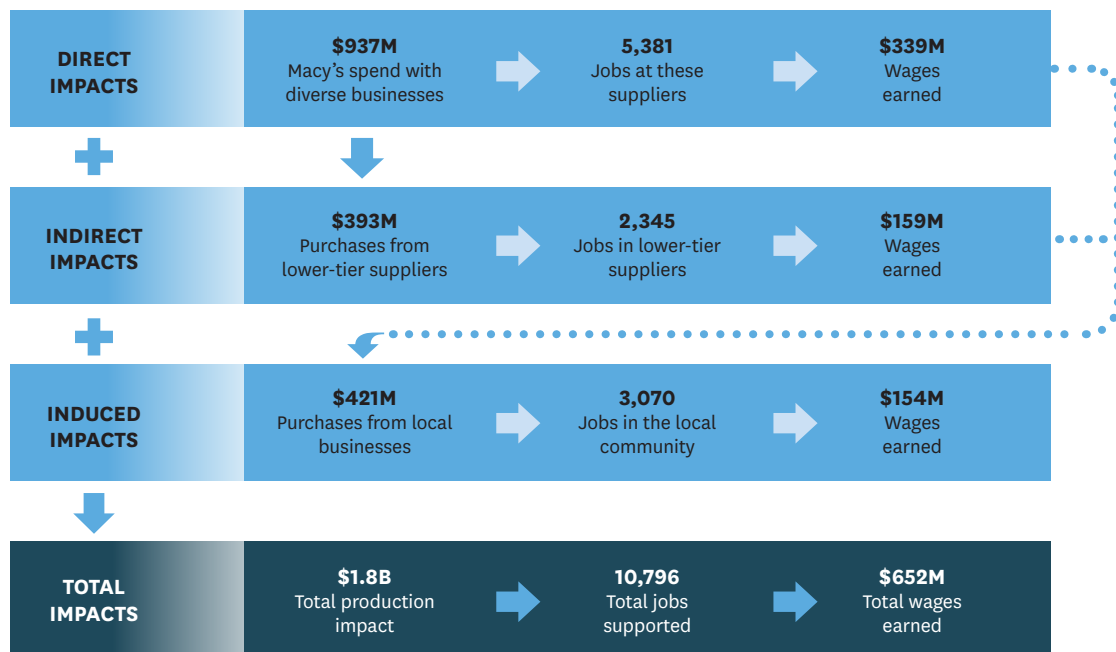 DIRECT
IMPACTS
$937M
Macy's spend with
diverse businesses
5,381
Jobs at these
suppliers
$339M
Wages
earned
INDIRECT
IMPACTS
$393M
Purchases from
lower-tier suppliers
2,345
Jobs in lower-tier
suppliers
$159M
Wages
earned
INDUCED
IMPACTS
$421M
Purchases from local
businesses
3,070
Jobs in the local
community
$154M
Wages
earned
TOTAL
IMPACTS
$1.8B
Total production
impact
10,796
Total jobs
supported
$652M
Total wages
earned